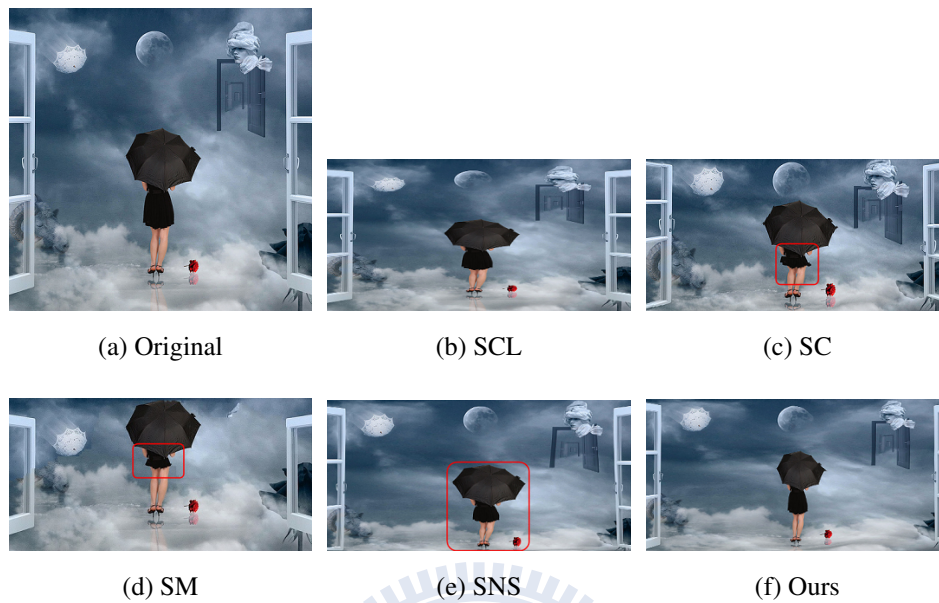 (a) Original
(b) SCL
(c) SC
(d) SM
(e) SNS
(f) Ours